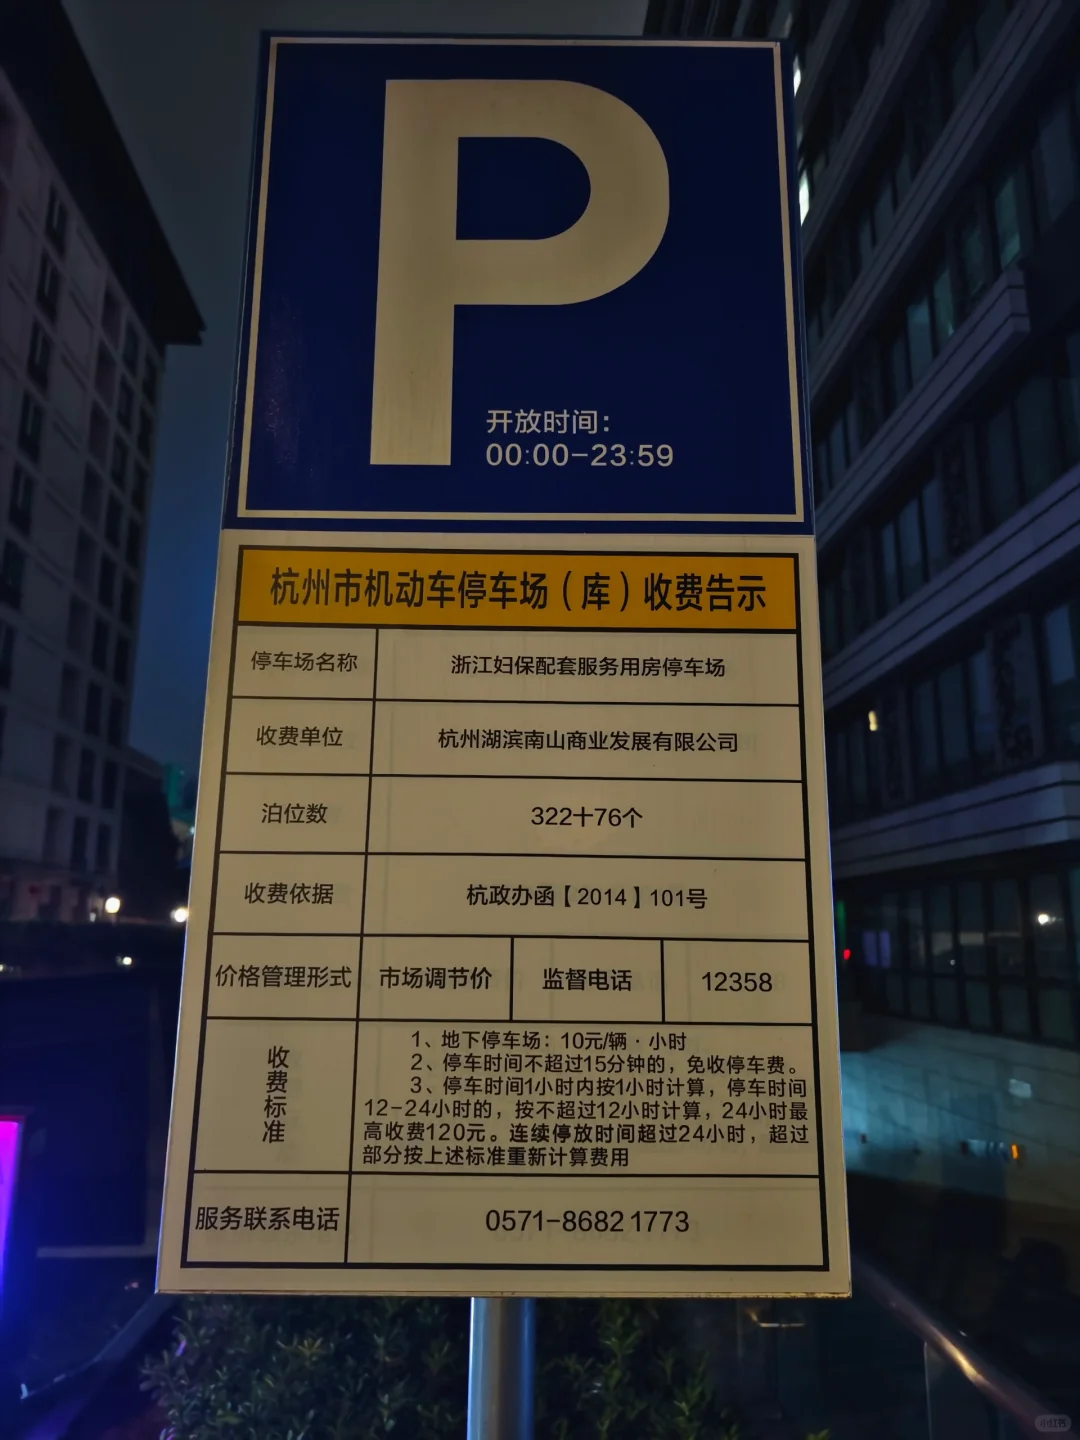 P
开放时间：
00:00-23:59
杭州市机动车停车场（库）收费告示
停车场名称 浙江妇保配套服务用房停车场
收费单位 杭州湖滨南山商业发展有限公司
泊位数 322+76个
收费依据 杭政办函【2014】101号
价格管理形式 市场调节价 监督电话 12358
收费标准
1、地下停车场：10元/辆·小时
2、停车时间不超过15分钟的，免收停车费。
3、停车时间1小时内按1小时计算，停车时间
12-24小时的，按不超过12小时计算，24小时最
高收费120元。连续停放时间超过24小时，超过
部分按上述标准重新计算费用
服务联系电话 0571-86821773
小红书